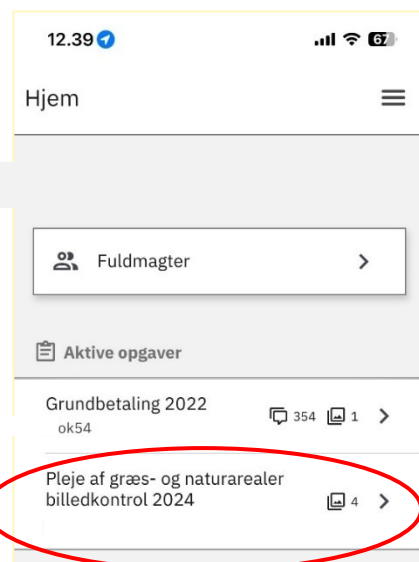 12.39
67
Hjem
Fuldmagter
Aktive opgaver
Grundbetaling 2022
354 1
ok54
Pleje af græs- og naturarealer
billedkontrol 2024
4